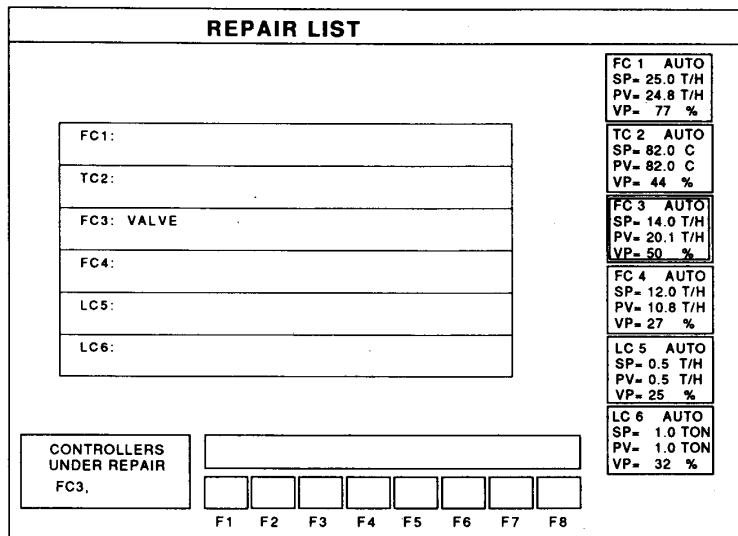 REPAIR LIST
FC1:
TC2:
FC3: VALVE
FC4:
LC5:
LC6:
FC 1 AUTO
SP= 25.0 T/H
PV= 24.8 T/H
VP= 77 %
TC 2 AUTO
SP= 82.0 C
PV= 82.0 C
VP= 44 %
FC 3 AUTO
SP= 14.0 T/H
PV= 20.1 T/H
VP= 50 %
FC 4 AUTO
SP= 12.0 T/H
PV= 10.8 T/H
VP= 27 %
LC 5 AUTO
SP= 0.5 T/H
PV= 0.5 T/H
VP= 25 %
LC 6 AUTO
SP= 1.0 TON
PV= 1.0 TON
VP= 32 %
CONTROLLERS
UNDER REPAIR
FC3,
F1 F2 F3 F4 F5 F6 F7 F8